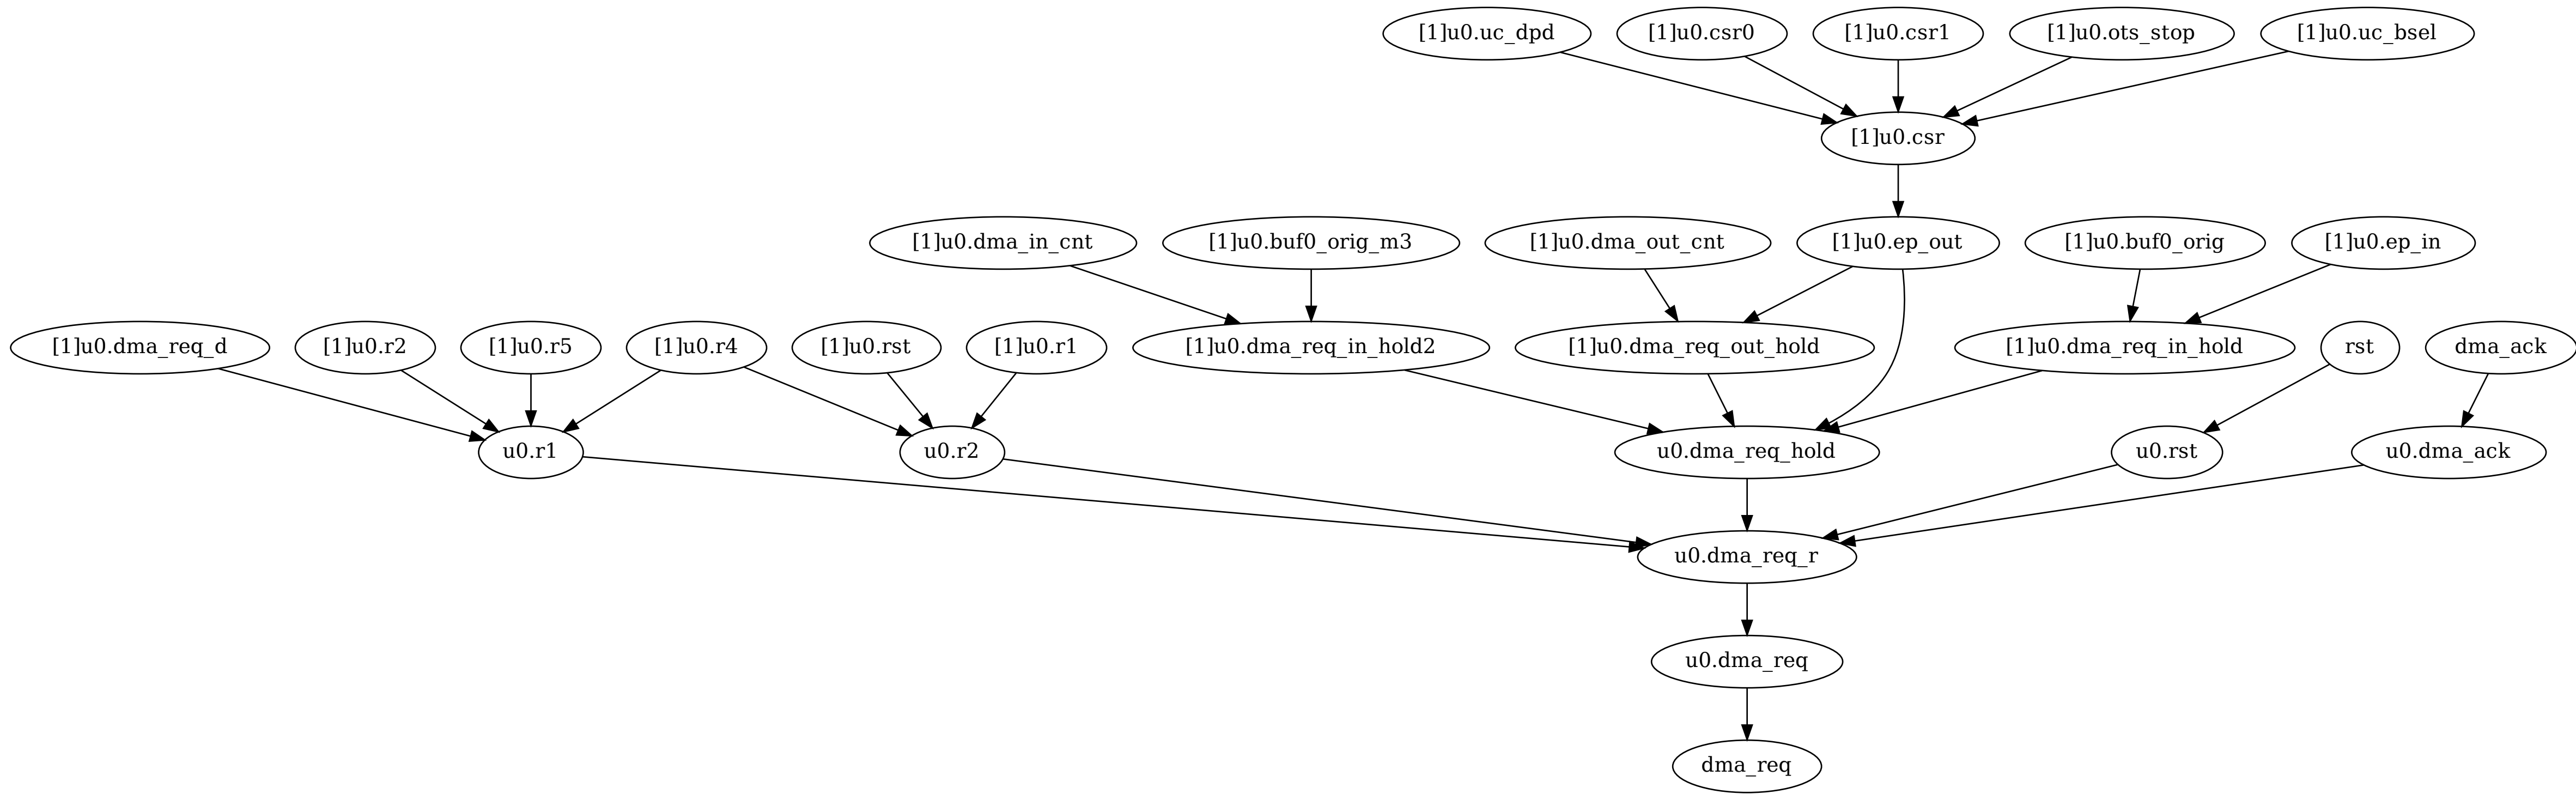 [1]u0.uc_dpd
[1]u0.csr0
[1]u0.csr1
[1]u0.ots_stop
[1]u0.uc_bsel
[1]u0.csr
[1]u0.dma_in_cnt
[1]u0.buf0_orig_m3
[1]u0.dma_out_cnt
[1]u0.ep_out
[1]u0.buf0_orig
[1]u0.ep_in
[1]u0.dma_req_d
[1]u0.r2
[1]u0.r5
[1]u0.r4
[1]u0.rst
[1]u0.r1
[1]u0.dma_req_in_hold2
[1]u0.dma_req_out_hold
[1]u0.dma_req_in_hold
rst
dma_ack
u0.r1
u0.r2
u0.dma_req_hold
u0.rst
u0.dma_ack
u0.dma_req_r
u0.dma_req
dma_req